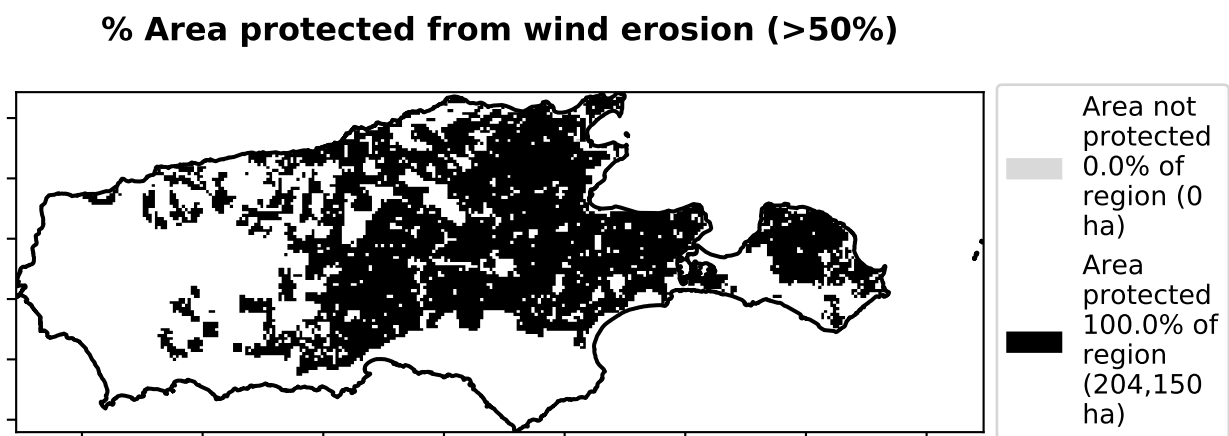 % Area protected from wind erosion (>50%)
Area not
protected
0.0% of
region (0
ha)
Area
protected
100.0% of
region
(204,150
ha)